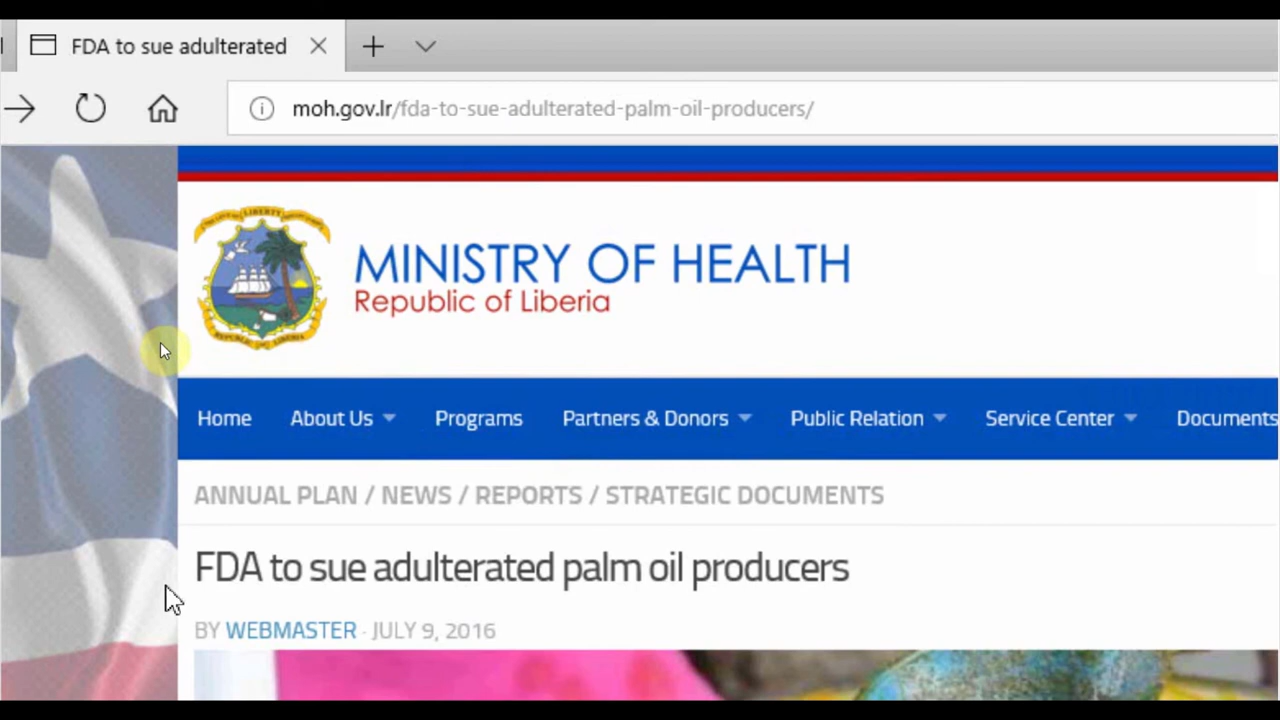 FDA to sue adulterated
moh.gov.lr/fda-to-sue-adulterated-palm-oil-producers/
MINISTRY OF HEALTH
Republic of Liberia
Home About Us Programs Partners & Donors Public Relation Service Center Documents
ANNUAL PLAN / NEWS / REPORTS / STRATEGIC DOCUMENTS
FDA to sue adulterated palm oil producers
BY WEBMASTER · JULY 9, 2016